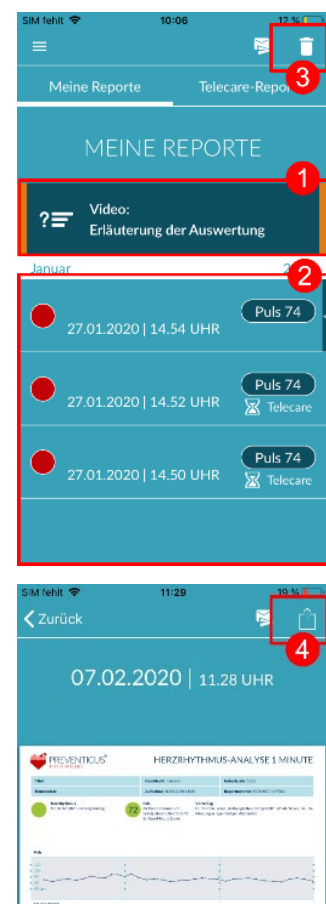 SIM fehlt 10:06 12 %
3
Meine Reporte Telecare-Repor
MEINE REPORTE
1
Video:
Erläuterung der Auswertung
Januar 2
2
Puls 74
27.01.2020 | 14.54 UHR
Puls 74
27.01.2020 | 14.52 UHR Telecare
Puls 74
27.01.2020 | 14.50 UHR Telecare
SIM fehlt 11:29 19 %
Zurück
4
07.02.2020 | 11.28 UHR
PREVENTICUS® HERZRHYTHMUS-ANALYSE 1 MINUTE
72
Puls